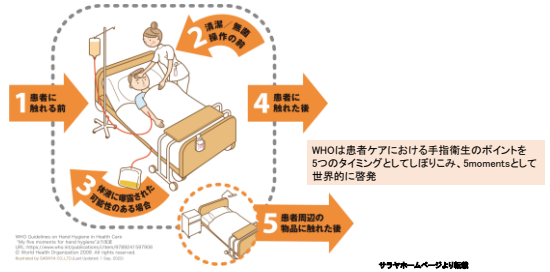 1 患者に
触れる前
2 清潔／無菌
操作の前
3 体液に曝露された
可能性のある場合
4 患者に
触れた後
5 患者周辺の
物品に触れた後
WHOは患者ケアにおける手指衛生のポイントを
5つのタイミングとしてしぼりこみ、5momentsとして
世界的に啓発
WHO Guidelines on Hand Hygiene in Health Care
"My five moments for hand hygiene"
© World Health Organization 2009. All rights reserved.
サラヤホームページより転載